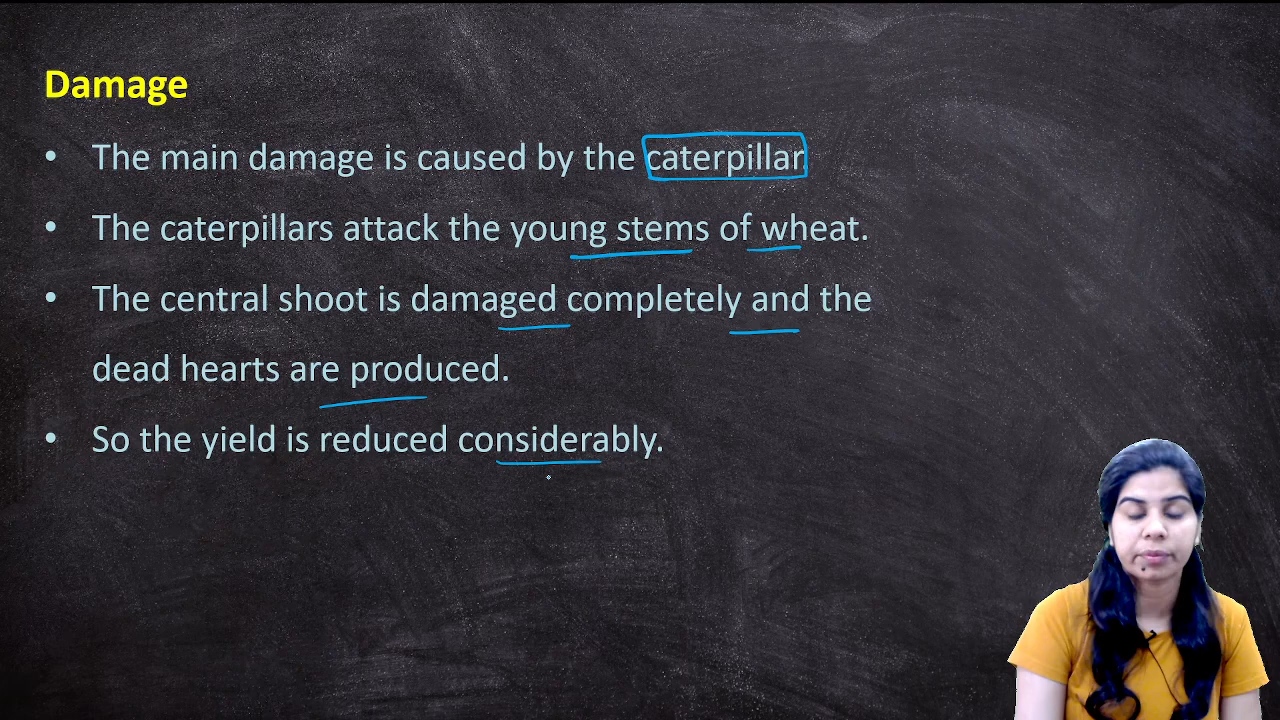 Damage
• The main damage is caused by the caterpillar.
• The caterpillars attack the young stems of wheat.
• The central shoot is damaged completely and the
dead hearts are produced.
• So the yield is reduced considerably.